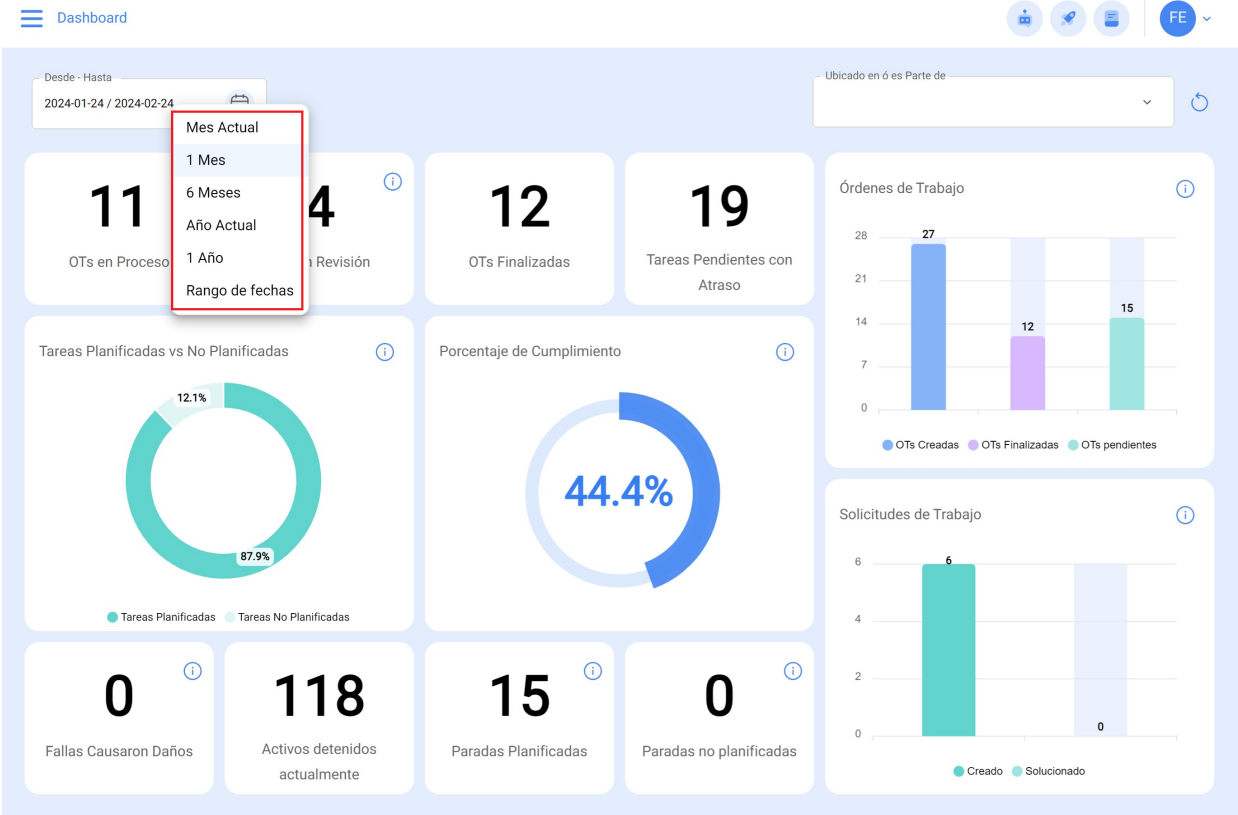 Dashboard
FE
Desde - Hasta
2024-01-24 / 2024-02-24
Ubicado en ó es Parte de
Mes Actual
1 Mes
6 Meses
Año Actual
1 Año
Rango de fechas
11
OTs en Proceso
4
Revisión
12
OTs Finalizadas
19
Tareas Pendientes con
Atraso
Órdenes de Trabajo
28
21
14
7
0
27
12
15
OTs Creadas
OTs Finalizadas
OTs pendientes
Tareas Planificadas vs No Planificadas
12.1%
87.9%
Tareas Planificadas
Tareas No Planificadas
Porcentaje de Cumplimiento
44.4%
Solicitudes de Trabajo
6
4
2
0
6
0
Creado
Solucionado
0
Fallas Causaron Daños
118
Activos detenidos
actualmente
15
Paradas Planificadas
0
Paradas no planificadas